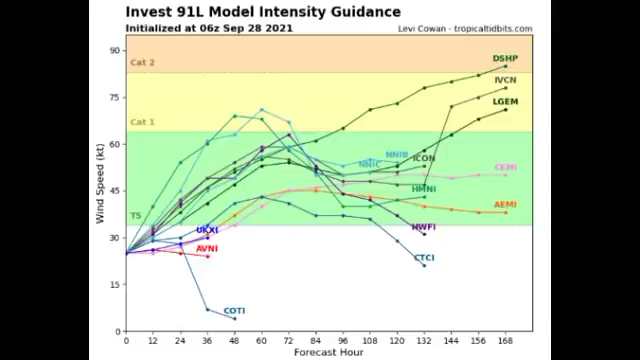 Invest 91L Model Intensity Guidance
Initialized at 06z Sep 28 2021
Levi Cowan - tropicaltidbits.com
90
75
60
45
30
15
0
Wind Speed (kt)
Cat 2
Cat 1
TS
DSHP
IVCN
LGEM
NNIB
NNIC
ICON
CEMI
HMNI
AEMI
HWFI
UKXI
AVNI
CTCI
COTI
0 12 24 36 48 60 72 84 96 108 120 132 144 156 168
Forecast Hour